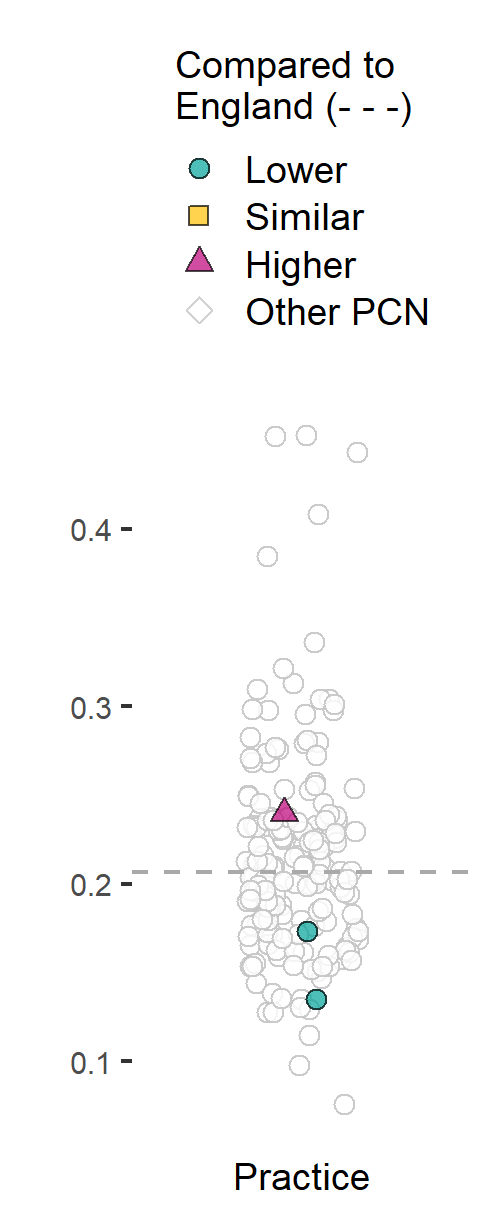 Compared to
England (- - -)
Lower
Similar
Higher
Other PCN
0.4
0.3
0.2
0.1
Practice